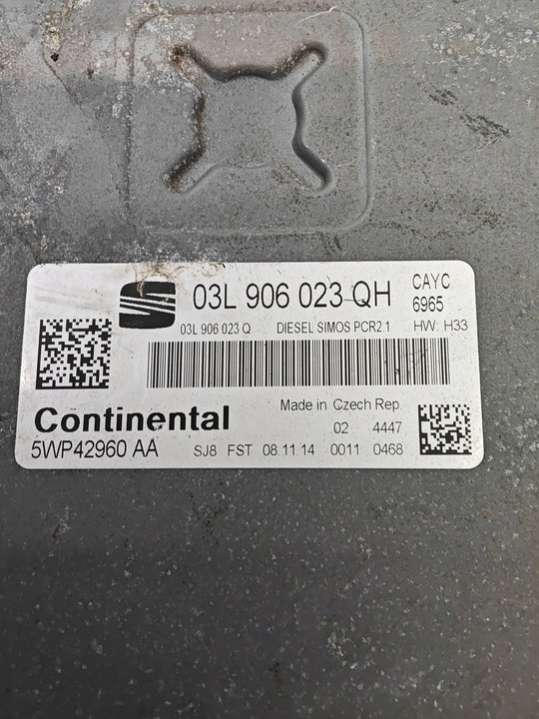 03L 906 023 QH CAYC
6965
03L 906 023 Q DIESEL SIMOS PCR2.1 HW: H33
Continental Made in Czech Rep.
02 4447
5WP42960 AA SJ8 FST 08.11.14 0011 0468